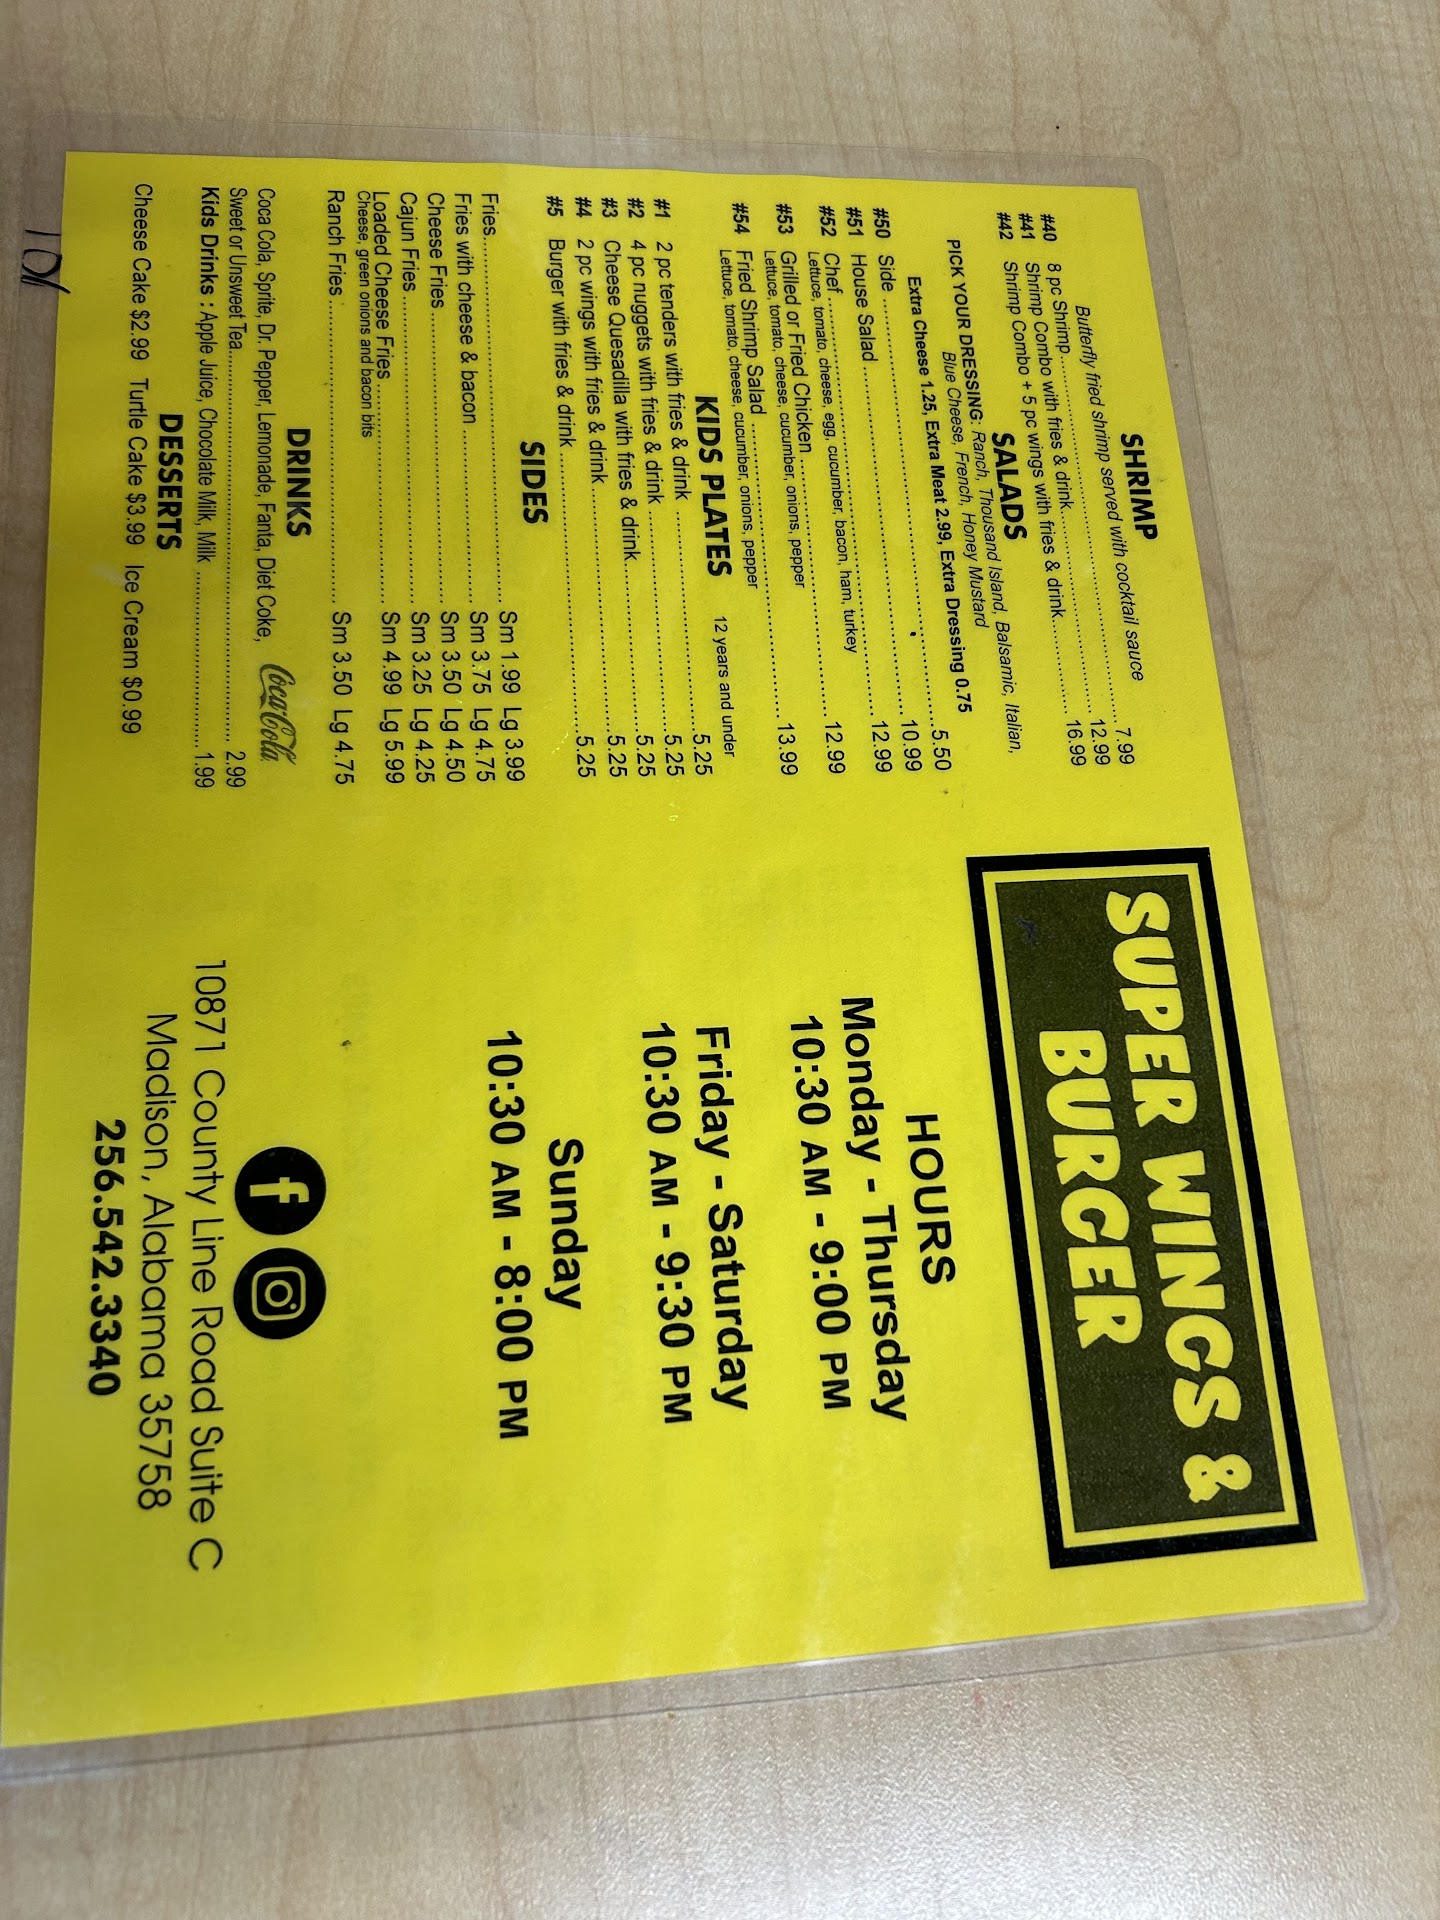 SHRIMP
Butterfly fried shrimp served with cocktail sauce
#40 8 pc Shrimp 7.99
#41 Shrimp Combo with fries & drink 12.99
#42 Shrimp Combo + 5 pc wings with fries & drink 16.99
SALADS
PICK YOUR DRESSING: Ranch, Thousand Island, Balsamic, Italian,
Blue Cheese, French, Honey Mustard
Extra Cheese 1.25, Extra Meat 2.99, Extra Dressing 0.75
#50 Side 5.50
#51 House Salad 10.99
#52 Chef 12.99
Lettuce, tomato, cheese, egg, cucumber, bacon, ham, turkey
#53 Grilled or Fried Chicken 12.99
Lettuce, tomato, cheese, cucumber, onions, pepper
#54 Fried Shrimp Salad 13.99
Lettuce, tomato, cheese, cucumber, onions, pepper
KIDS PLATES 12 years and under
#1 2 pc tenders with fries & drink 5.25
#2 4 pc nuggets with fries & drink 5.25
#3 Cheese Quesadilla with fries & drink 5.25
#4 2 pc wings with fries & drink 5.25
#5 Burger with fries & drink 5.25
SIDES
Fries Sm 1.99 Lg 3.99
Fries with cheese & bacon Sm 3.75 Lg 4.75
Cheese Fries Sm 3.50 Lg 4.50
Cajun Fries Sm 3.25 Lg 4.25
Loaded Cheese Fries Sm 4.99 Lg 5.99
Cheese, green onions and bacon bits
Ranch Fries Sm 3.50 Lg 4.75
DRINKS
Coca Cola, Sprite, Dr. Pepper, Lemonade, Fanta, Diet Coke, Coca-Cola
Sweet or Unsweet Tea 2.99
Kids Drinks : Apple Juice, Chocolate Milk, Milk 1.99
DESSERTS
Cheese Cake $2.99 Turtle Cake $3.99 Ice Cream $0.99
SUPER WINGS &
BURGER
HOURS
Monday - Thursday
10:30 AM - 9:00 PM
Friday - Saturday
10:30 AM - 9:30 PM
Sunday
10:30 AM - 8:00 PM
10871 County Line Road Suite C
Madison, Alabama 35758
256.542.3340